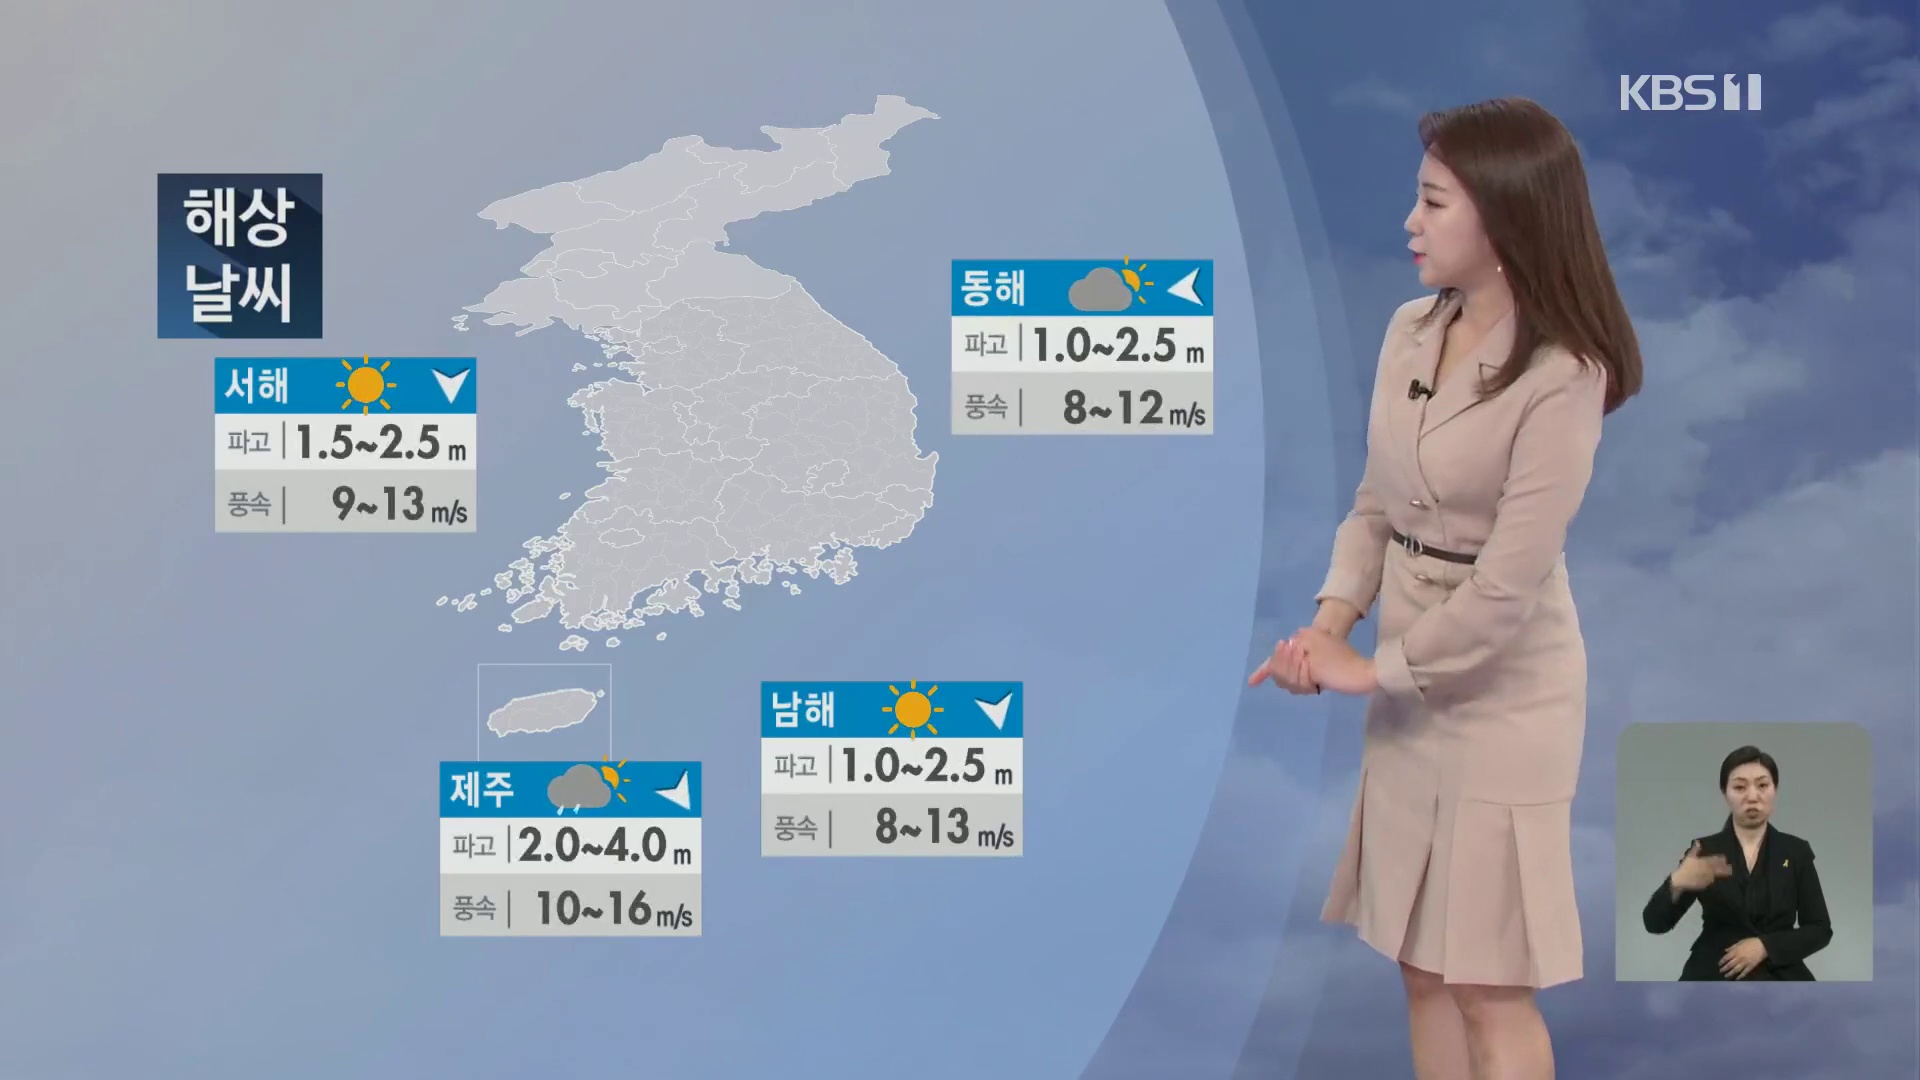 KBS 1
해상
날씨
서해
파고 1.5~2.5 m
풍속 9~13 m/s
동해
파고 1.0~2.5 m
풍속 8~12 m/s
제주
파고 2.0~4.0 m
풍속 10~16 m/s
남해
파고 1.0~2.5 m
풍속 8~13 m/s